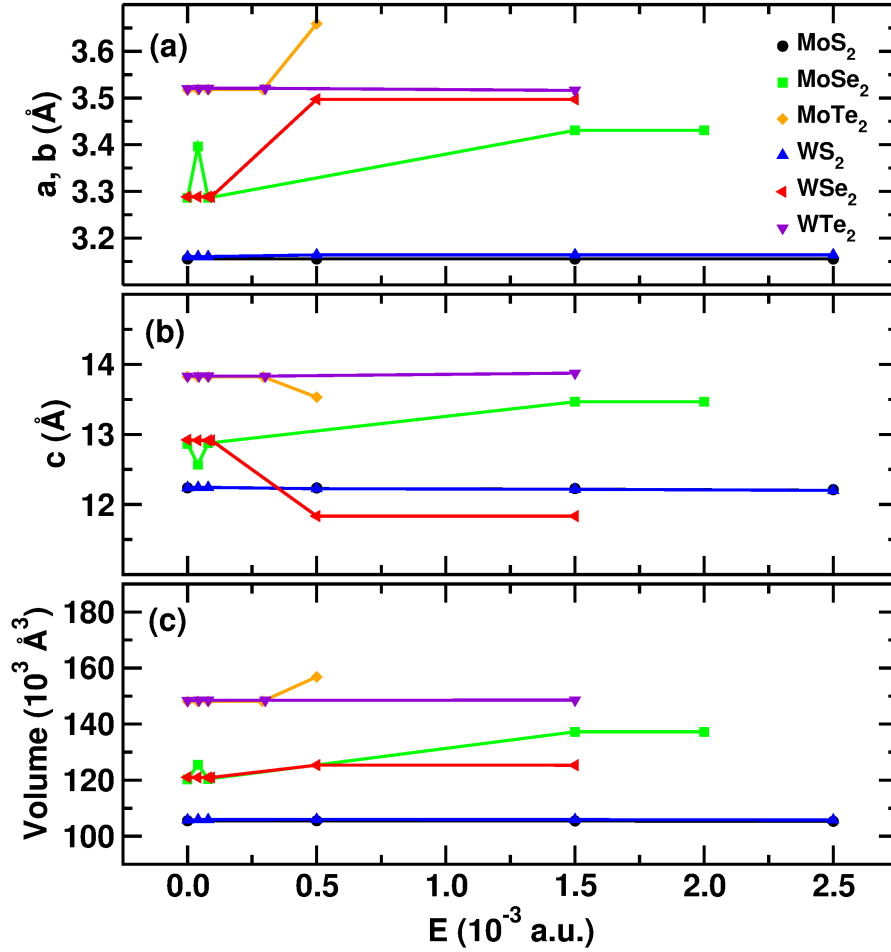 (a)
3.6
3.5
3.4
3.3
3.2
a, b (Å)
MoS₂
MoSe₂
MoTe₂
WS₂
WSe₂
WTe₂
(b)
14
13
12
c (Å)
(c)
180
160
140
120
100
Volume (10³ Å³)
0.0 0.5 1.0 1.5 2.0 2.5
E (10⁻³ a.u.)